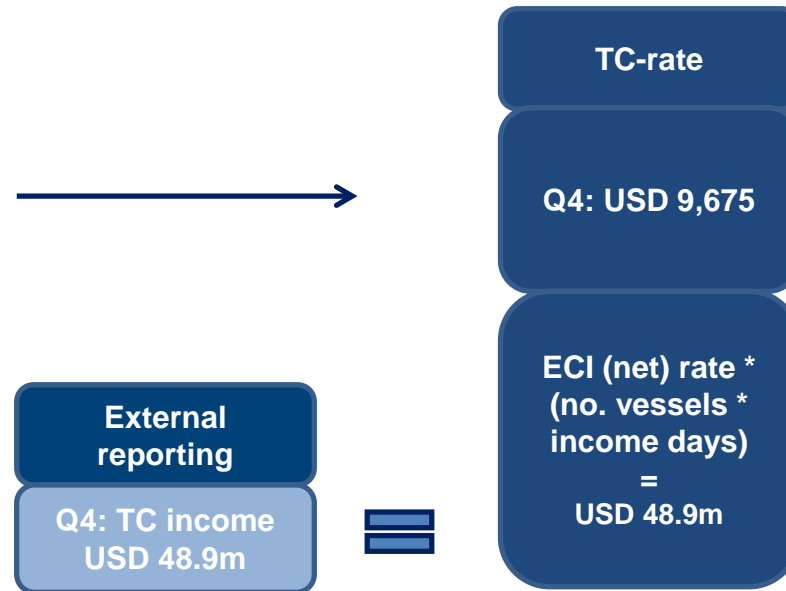 TC-rate
Q4: USD 9,675
ECI (net) rate *
(no. vessels *
income days)
=
USD 48.9m
External
reporting
Q4: TC income
USD 48.9m